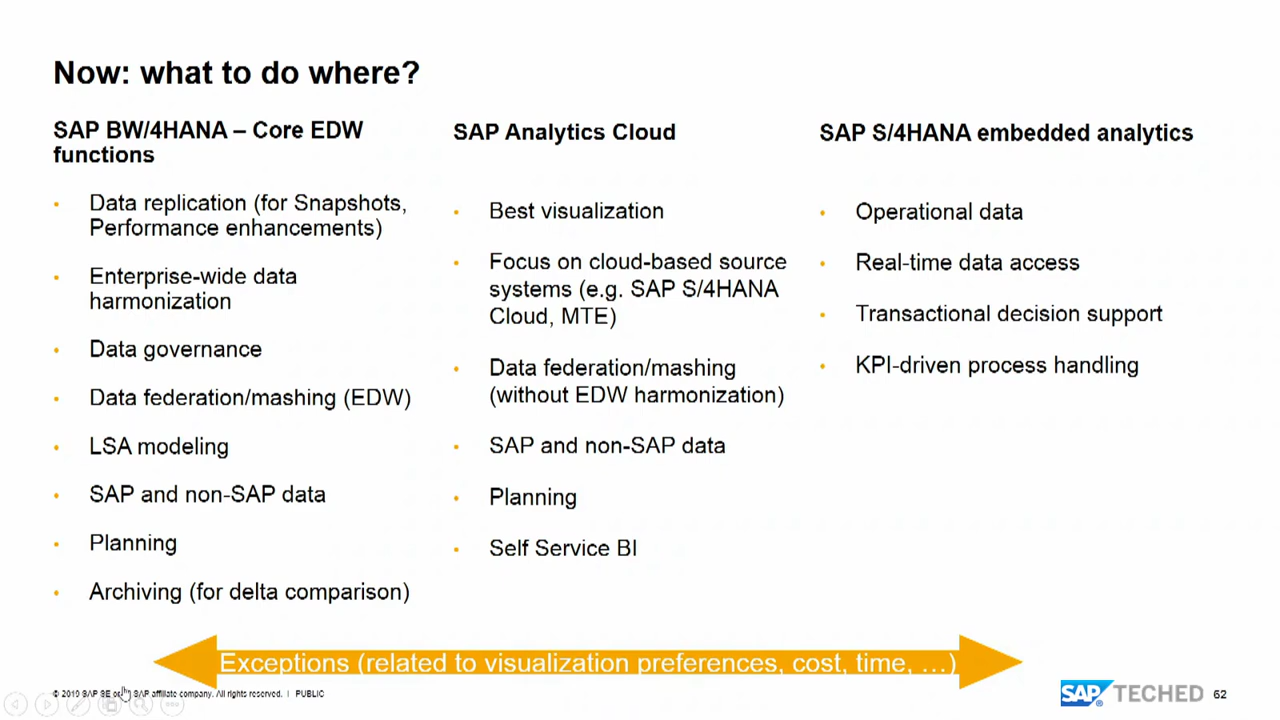 Now: what to do where?
SAP BW/4HANA – Core EDW
functions
Data replication (for Snapshots,
Performance enhancements)
Enterprise-wide data
harmonization
Data governance
Data federation/mashing (EDW)
LSA modeling
SAP and non-SAP data
Planning
Archiving (for delta comparison)
SAP Analytics Cloud
Best visualization
Focus on cloud-based source
systems (e.g. SAP S/4HANA
Cloud, MTE)
Data federation/mashing
(without EDW harmonization)
SAP and non-SAP data
Planning
Self Service BI
SAP S/4HANA embedded analytics
Operational data
Real-time data access
Transactional decision support
KPI-driven process handling
Exceptions (related to visualization preferences, cost, time, …)
© 2019 SAP SE or an SAP affiliate company. All rights reserved. | PUBLIC
SAP® TECHED
62